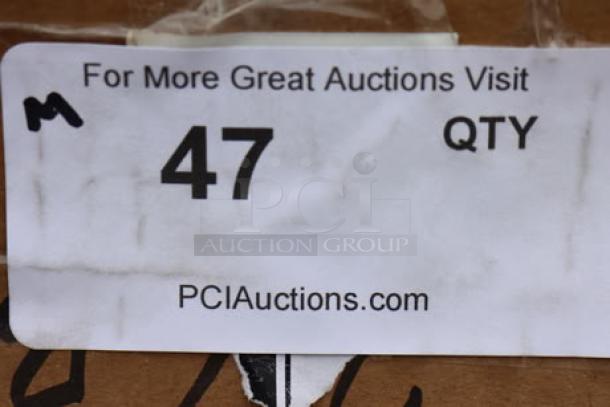 For More Great Auctions Visit
M
47 QTY
PCI
AUCTION GROUP
PCIAuctions.com